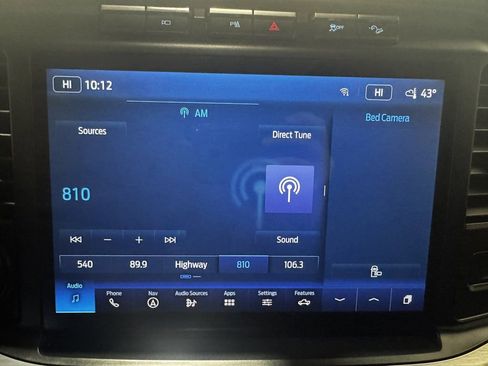 OFF
HI 10:12 HI 43°
AM
Sources
Direct Tune
Bed Camera
810
Sound
540 89.9 Highway 810 106.3
Audio Phone Nav Audio Sources Apps Settings Features